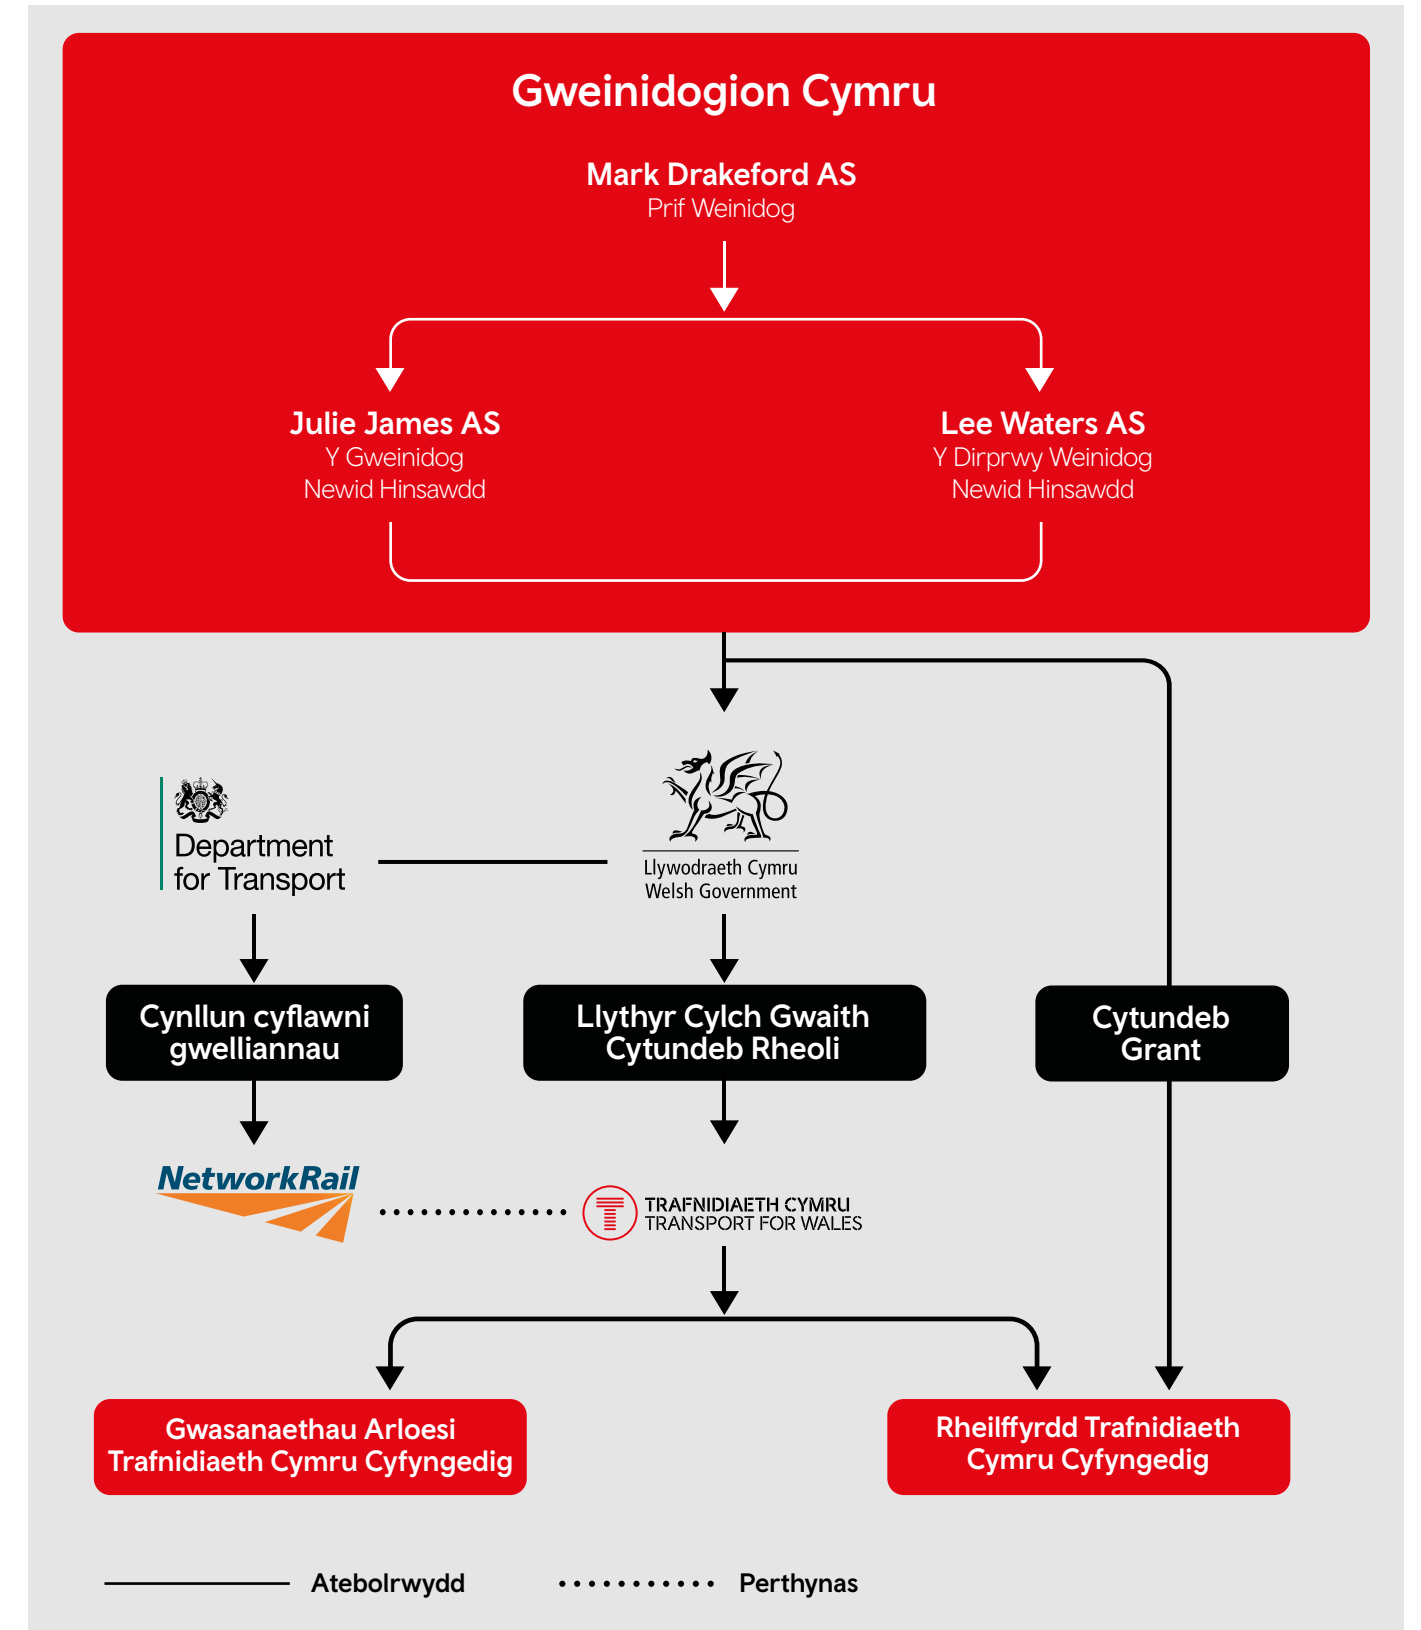 Gweinidogion Cymru
Mark Drakeford AS
Prif Weinidog
Julie James AS
Y Gweinidog
Newid Hinsawdd
Lee Waters AS
Y Dirprwy Weinidog
Newid Hinsawdd
Department
for Transport
Llywodraeth Cymru
Welsh Government
Cynllun cyflawni
gwelliannau
Llythyr Cylch Gwaith
Cytundeb Rheoli
Cytundeb
Grant
NetworkRail
TRAFNIDIAETH CYMRU
TRANSPORT FOR WALES
Gwasanaethau Arloesi
Trafnidiaeth Cymru Cyfyngedig
Rheilffyrdd Trafnidiaeth
Cymru Cyfyngedig
Atebolrwydd
Perthynas